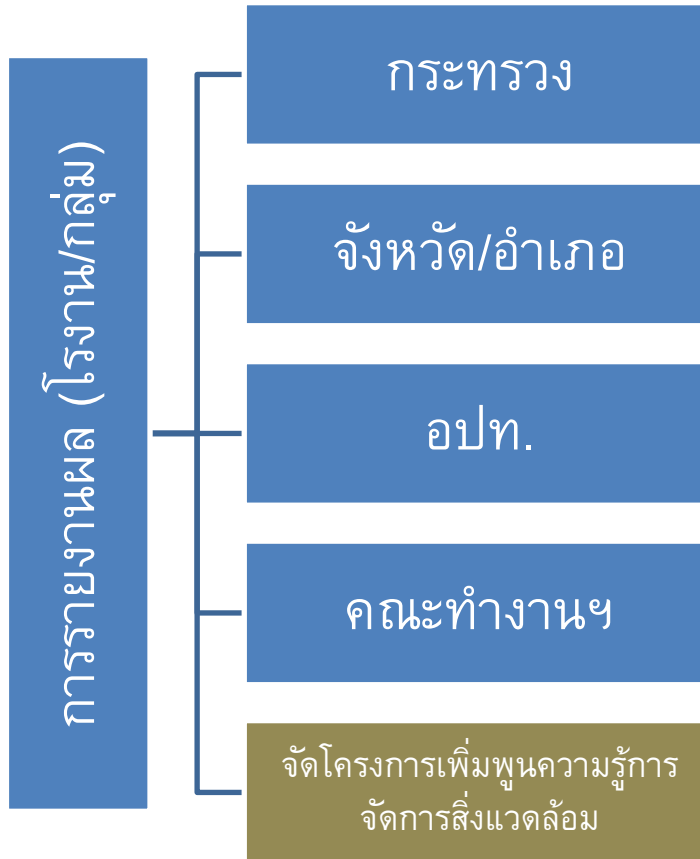 การรายงานผล (โรงาน/กลุ่ม)
กระทรวง
จังหวัด/อำเภอ
อปท.
คณะทำงานฯ
จัดโครงการเพิ่มพูนความรู้การ
จัดการสิ่งแวดล้อม